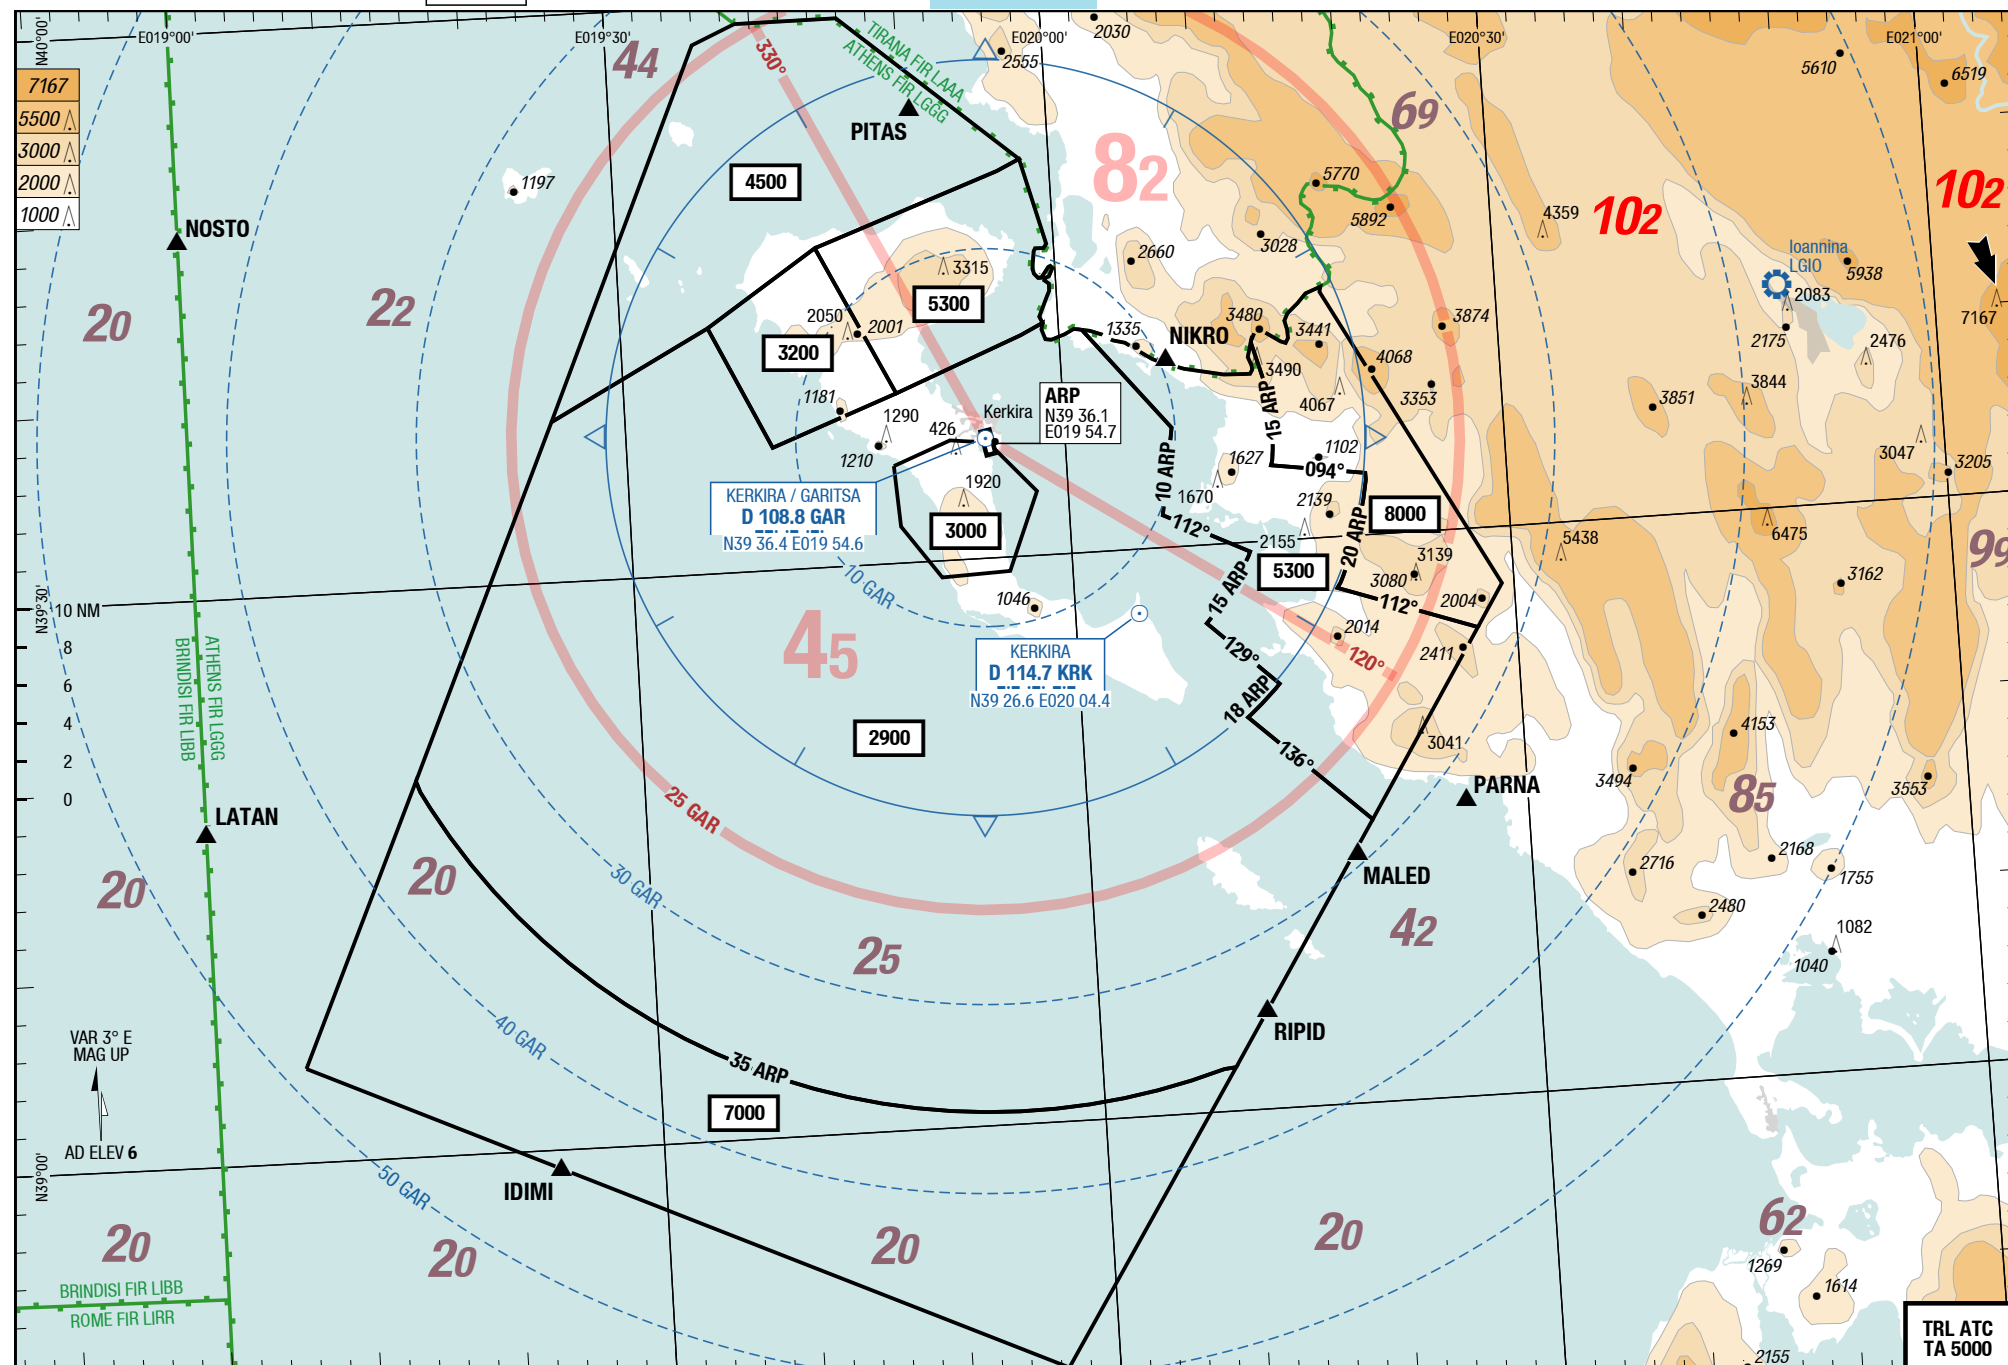 N40°00'
E019°00'
E019°30'
E020°00'
E020°30'
E021°00'
7167
5500
3000
2000
1000
44
330°
TIRANA FIR LAAA
ATHENS FIR LGGG
PITAS
2555
2030
69
5610
6519
82
102
102
4500
1197
NOSTO
5770
5892
4359
3028
2660
Ioannina
LGIO
5938
2083
7167
20
22
3315
5300
2050
2001
3200
1335
NIKRO
3480
3441
3874
2175
2476
3490
4068
4067
3353
3851
3844
15 ARP
1181
1290
426
1210
Kerkira
ARP
N39 36.1
E019 54.7
1627
1102
094°
3047
3205
10 ARP
1670
2139
8000
KERKIRA / GARITSA
D 108.8 GAR
N39 36.4 E019 54.6
1920
3000
112°
2155
20 ARP
5300
5438
6475
99
3139
3080
3162
15 ARP
10 GAR
1046
112°
2004
N39°30'
10 NM
8
6
4
2
0
ATHENS FIR LGGG
BRINDISI FIR LIBB
45
KERKIRA
D 114.7 KRK
N39 26.6 E020 04.4
129°
2014
120°
2411
18 ARP
2900
136°
3041
4153
PARNA
3494
85
3553
25 GAR
LATAN
MALED
20
20
30 GAR
2716
2168
1755
2480
42
25
1082
1040
RIPID
40 GAR
VAR 3° E
MAG UP
35 ARP
7000
AD ELEV 6
N39°00'
IDIMI
50 GAR
20
20
20
20
62
1269
1614
BRINDISI FIR LIBB
ROME FIR LIRR
TRL ATC
TA 5000
2155